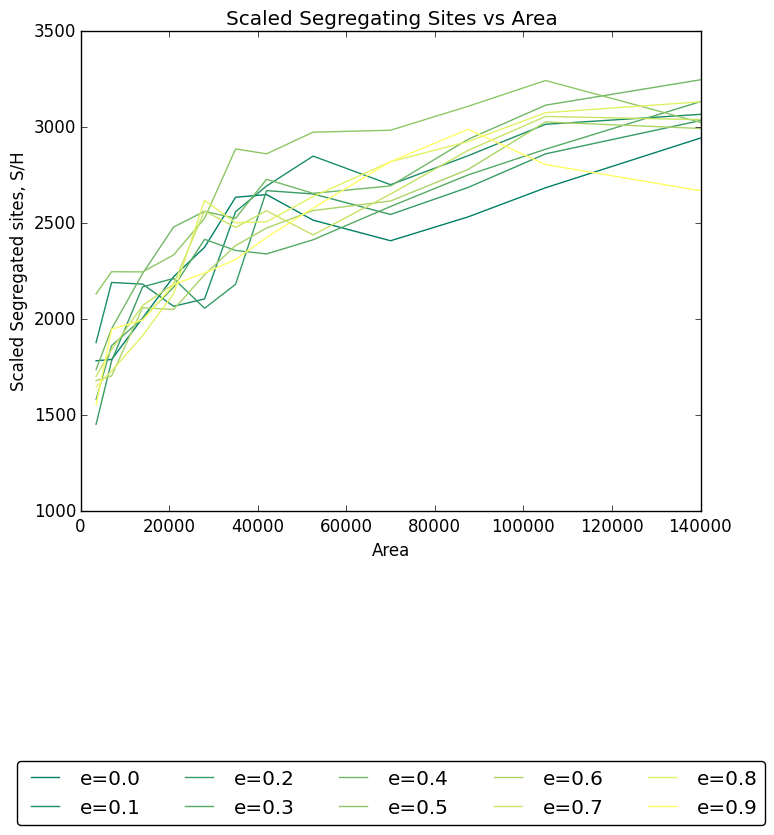 Scaled Segregating Sites vs Area
3500
3000
2500
2000
1500
1000
Scaled Segregated sites, S/H
0 20000 40000 60000 80000 100000 120000 140000
Area
e=0.0 e=0.2 e=0.4 e=0.6 e=0.8
e=0.1 e=0.3 e=0.5 e=0.7 e=0.9